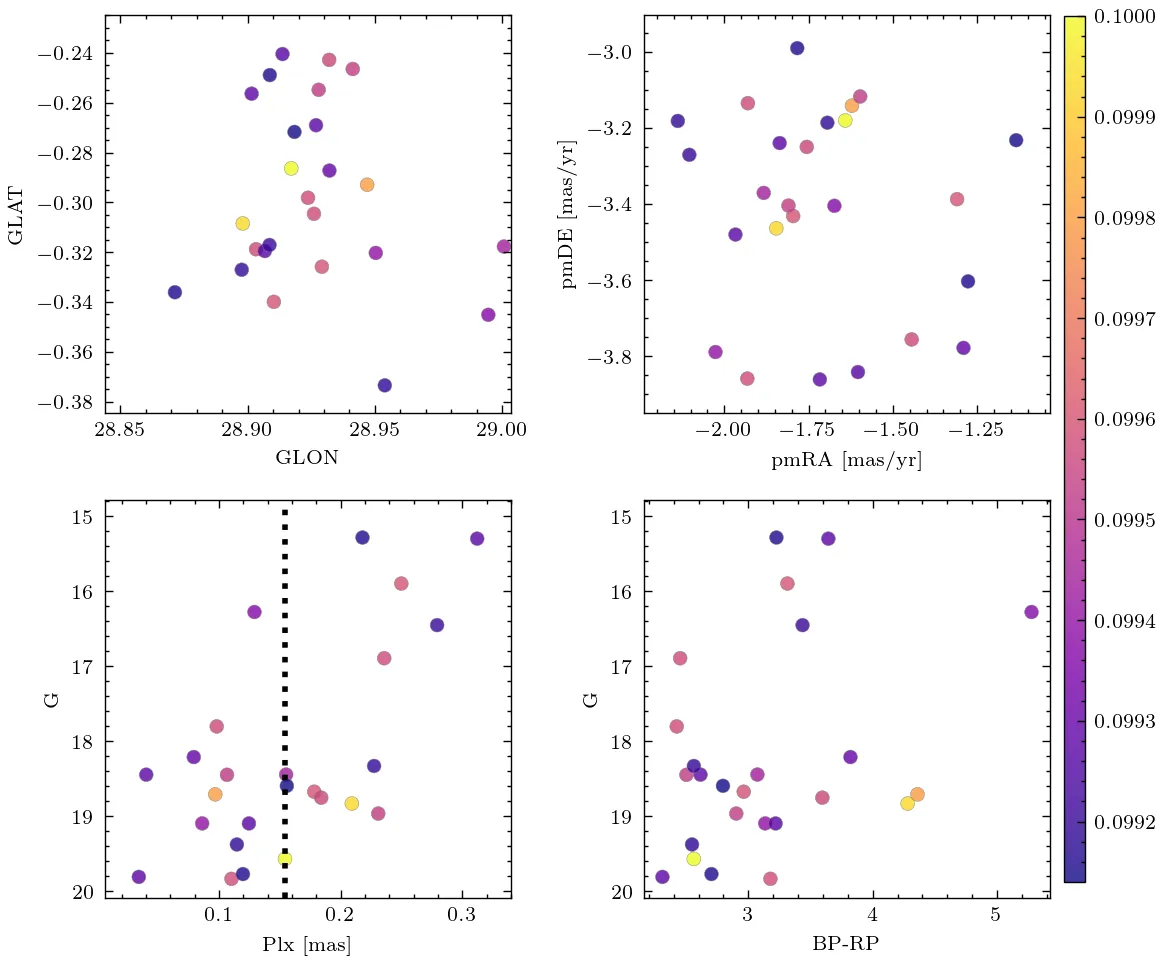 −0.24
−0.26
−0.28
−0.30
−0.32
−0.34
−0.36
−0.38
GLAT
28.85 28.90 28.95 29.00
GLON
−3.0
−3.2
−3.4
−3.6
−3.8
pmDE [mas/yr]
−2.00 −1.75 −1.50 −1.25
pmRA [mas/yr]
15
16
17
18
19
20
G
0.1 0.2 0.3
Plx [mas]
15
16
17
18
19
20
G
3 4 5
BP-RP
0.1000
0.0999
0.0998
0.0997
0.0996
0.0995
0.0994
0.0993
0.0992